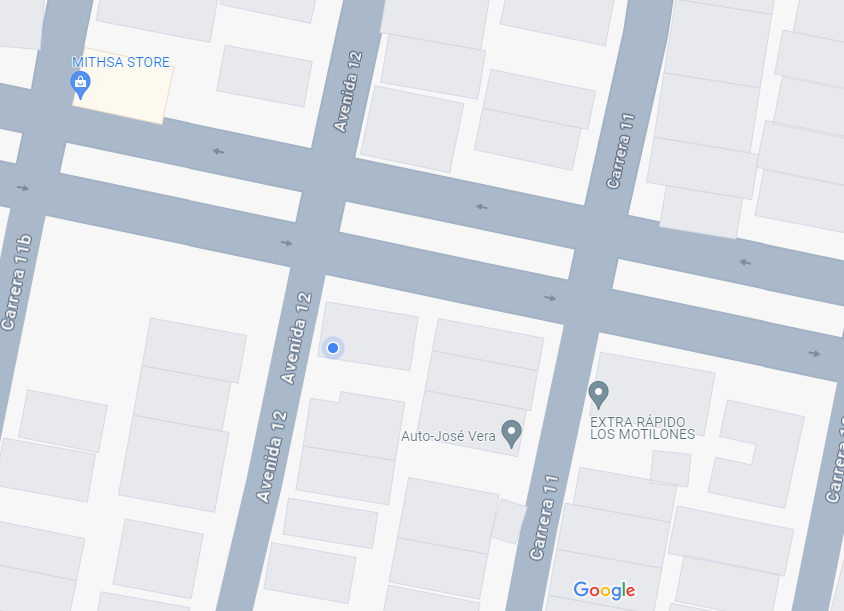 MITHSA STORE
Avenida 12
Carrera 11
Carrera 11b
Avenida 12
Avenida 12
EXTRA RÁPIDO
LOS MOTILONES
Auto-José Vera
Carrera 11
Google